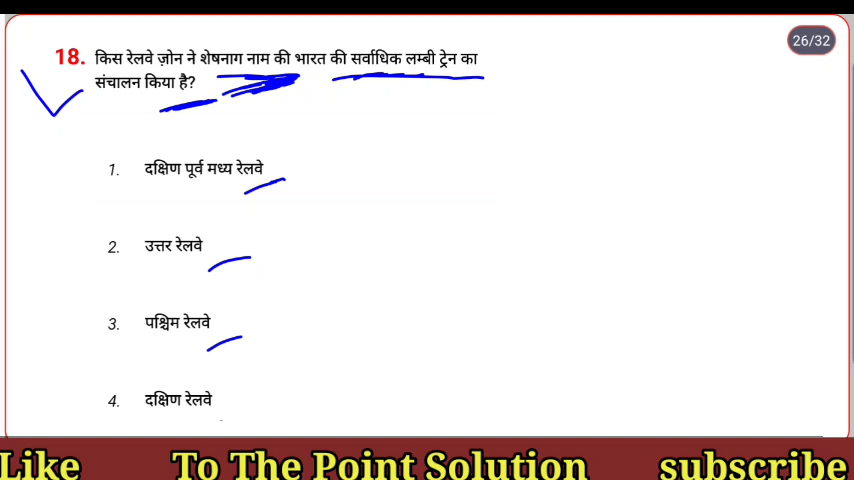 26/32
18. किस रेलवे ज़ोन ने शेषनाग नाम की भारत की सर्वाधिक लम्बी ट्रेन का
संचालन किया है?
1. दक्षिण पूर्व मध्य रेलवे
2. उत्तर रेलवे
3. पश्चिम रेलवे
4. दक्षिण रेलवे
Like To The Point Solution subscribe